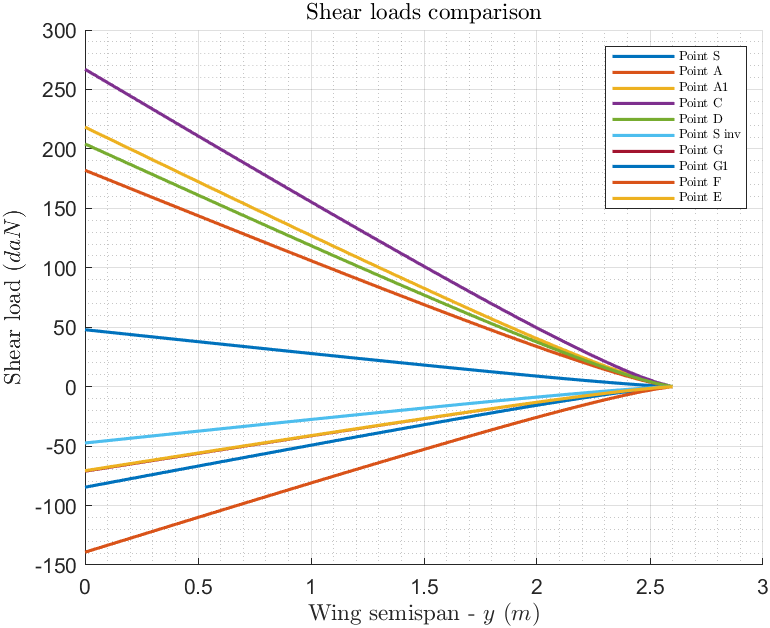 Shear loads comparison
300
250
200
150
100
50
0
-50
-100
-150
Shear load (daN)
0
0.5
1
1.5
2
2.5
3
Wing semispan - y (m)
Point S
Point A
Point A1
Point C
Point D
Point S inv
Point G
Point G1
Point F
Point E